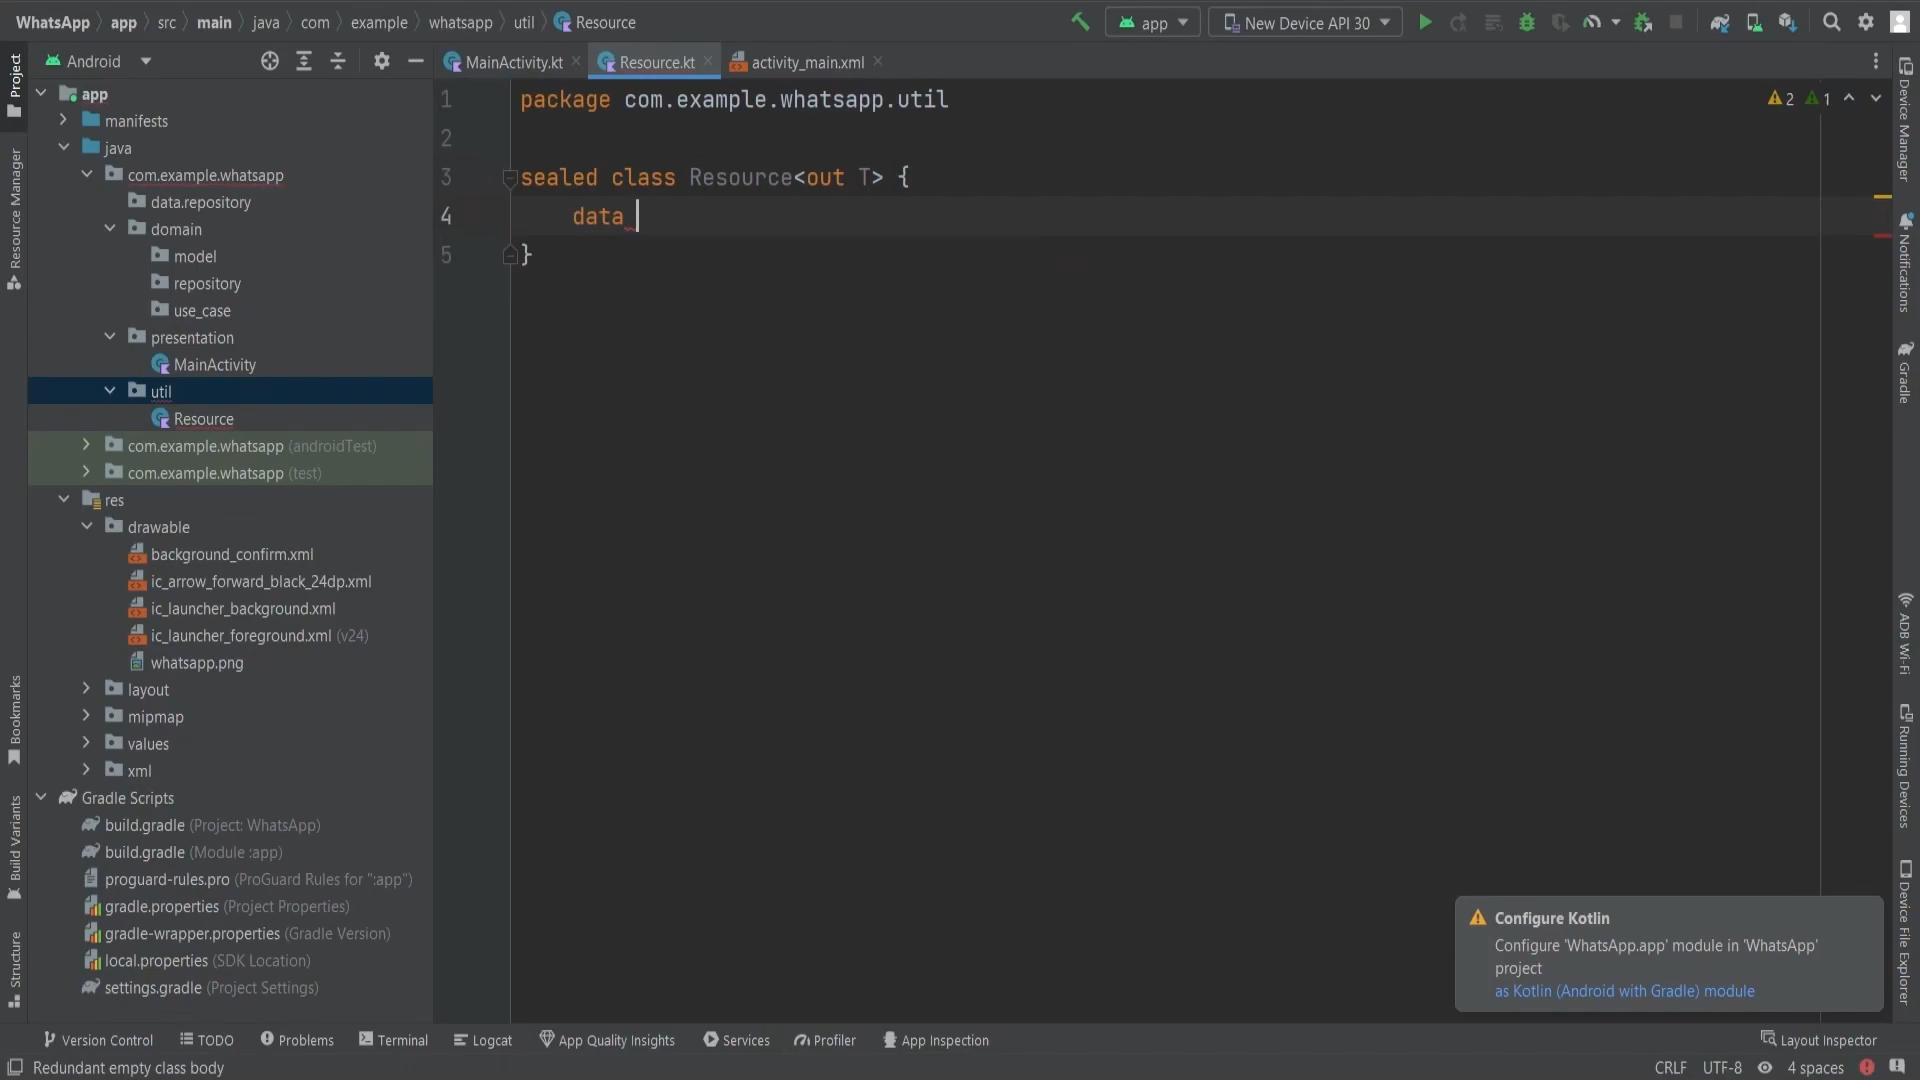 WhatsApp app src main java com example whatsapp util Resource
app New Device API 30
Project
Android
MainActivity.kt Resource.kt activity_main.xml
app
manifests
java
com.example.whatsapp
data.repository
domain
model
repository
use_case
presentation
MainActivity
util
Resource
com.example.whatsapp (androidTest)
com.example.whatsapp (test)
res
drawable
background_confirm.xml
ic_arrow_forward_black_24dp.xml
ic_launcher_background.xml
ic_launcher_foreground.xml (v24)
whatsapp.png
layout
mipmap
values
xml
Gradle Scripts
build.gradle (Project: WhatsApp)
build.gradle (Module :app)
proguard-rules.pro (ProGuard Rules for ":app")
gradle.properties (Project Properties)
gradle-wrapper.properties (Gradle Version)
local.properties (SDK Location)
settings.gradle (Project Settings)
Resource Manager
Bookmarks
Build Variants
Structure
1 package com.example.whatsapp.util
2
3 sealed class Resource<out T> {
4 data
5 }
2 1
Device Manager
Notifications
Gradle
ADB Wi-Fi
Running Devices
Device File Explorer
Configure Kotlin
Configure 'WhatsApp.app' module in 'WhatsApp'
project
as Kotlin (Android with Gradle) module
Version Control TODO Problems Terminal Logcat App Quality Insights Services Profiler App Inspection Layout Inspector
Redundant empty class body CRLF UTF-8 4 spaces